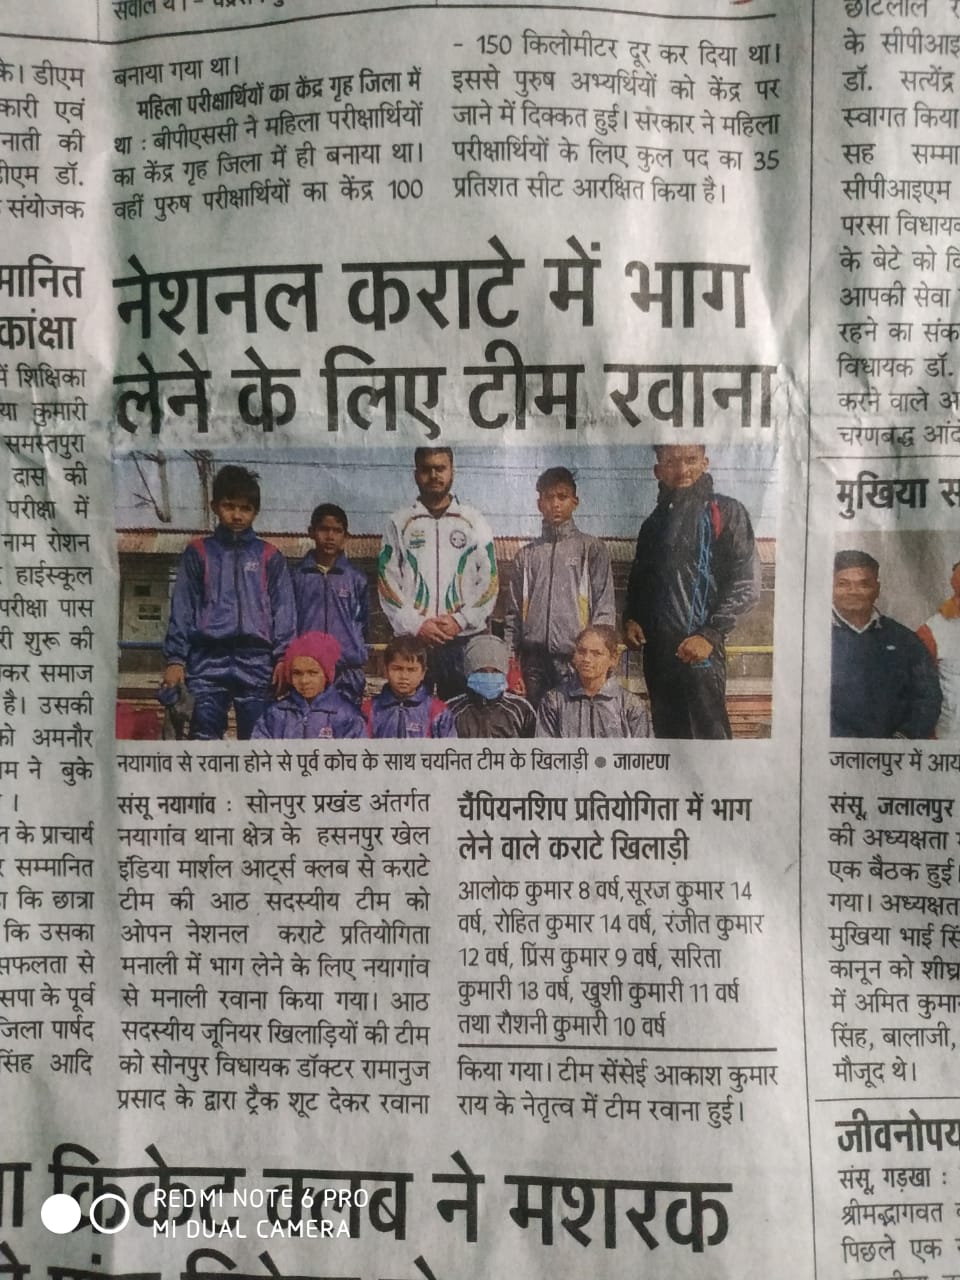 बनाया गया था।
महिला परीक्षार्थियों का केंद्र गृह जिला में
था : बीपीएससी ने महिला परीक्षार्थियों
का केंद्र गृह जिला में ही बनाया था।
वहीं पुरुष परीक्षार्थियों का केंद्र 100
- 150 किलोमीटर दूर कर दिया था।
इससे पुरुष अभ्यर्थियों को केंद्र पर
जाने में दिक्कत हुई। सरकार ने महिला
परीक्षार्थियों के लिए कुल पद का 35
प्रतिशत सीट आरक्षित किया है।
के। डीएम
कारी एवं
नाती की
डीएम डॉ.
संयोजक
मानित
कांक्षा
में शिक्षिका
या कुमारी
समस्तपुरा
दास की
परीक्षा में
नाम रोशन
हाईस्कूल
परीक्षा पास
री शुरू की
कर समाज
है। उसकी
को अमनौर
म ने बुके
।
न के प्राचार्य
सम्मानित
ा कि छात्रा
कि उसका
सफलता से
सपा के पूर्व
जिला पार्षद
सिंह आदि
नेशनल कराटे में भाग
लेने के लिए टीम रवाना
नयागांव से रवाना होने से पूर्व कोच के साथ चयनित टीम के खिलाड़ी ● जागरण
संसू नयागांव : सोनपुर प्रखंड अंतर्गत
नयागांव थाना क्षेत्र के हसनपुर खेल
इंडिया मार्शल आर्ट्स क्लब से कराटे
टीम की आठ सदस्यीय टीम को
ओपन नेशनल कराटे प्रतियोगिता
मनाली में भाग लेने के लिए नयागांव
से मनाली रवाना किया गया। आठ
सदस्यीय जूनियर खिलाड़ियों की टीम
को सोनपुर विधायक डॉक्टर रामानुज
प्रसाद के द्वारा ट्रैक शूट देकर रवाना
चैंपियनशिप प्रतियोगिता में भाग
लेने वाले कराटे खिलाड़ी
आलोक कुमार 8 वर्ष,सूरज कुमार 14
वर्ष, रोहित कुमार 14 वर्ष, रंजीत कुमार
12 वर्ष, प्रिंस कुमार 9 वर्ष, सरिता
कुमारी 13 वर्ष, खुशी कुमारी 11 वर्ष
तथा रौशनी कुमारी 10 वर्ष
किया गया। टीम सेंसेई आकाश कुमार
राय के नेतृत्व में टीम रवाना हुई।
छोटेलाल
के सीपीआइ
डॉ. सत्येंद्र
स्वागत किया
सह सम्मा
सीपीआइएम
परसा विधायक
के बेटे को
आपकी सेवा
रहने का संक
विधायक डॉ.
करने वाले अ
चरणबद्ध आंद
मुखिया स
जलालपुर में आय
संसू, जलालपुर
की अध्यक्षता
एक बैठक हुई।
गया। अध्यक्षत
मुखिया भाई सिं
कानून को शीघ्र
में अमित कुमा
सिंह, बालाजी,
मौजूद थे।
जीवनोपय
संसू, गड़खा :
श्रीमद्भागवत
पिछले एक
क्रिकेट क्लब ने मशरक
REDMI NOTE 6 PRO
MI DUAL CAMERA